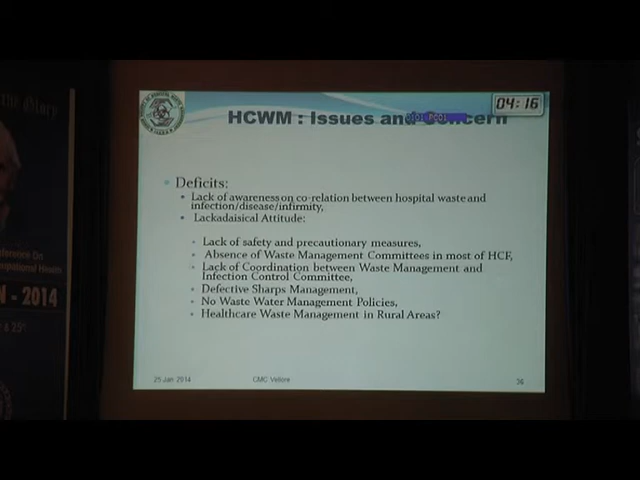 04:16
HCWM : Issues and Concern
Deficits:
Lack of awareness on co-relation between hospital waste and
infection/disease/infirmity,
Lackadaisical Attitude:
Lack of safety and precautionary measures,
Absence of Waste Management Committees in most of HCF,
Lack of Coordination between Waste Management and
Infection Control Committee,
Defective Sharps Management,
No Waste Water Management Policies,
Healthcare Waste Management in Rural Areas?
25 Jan 2014
CMC Vellore
26
On
Health
- 2014